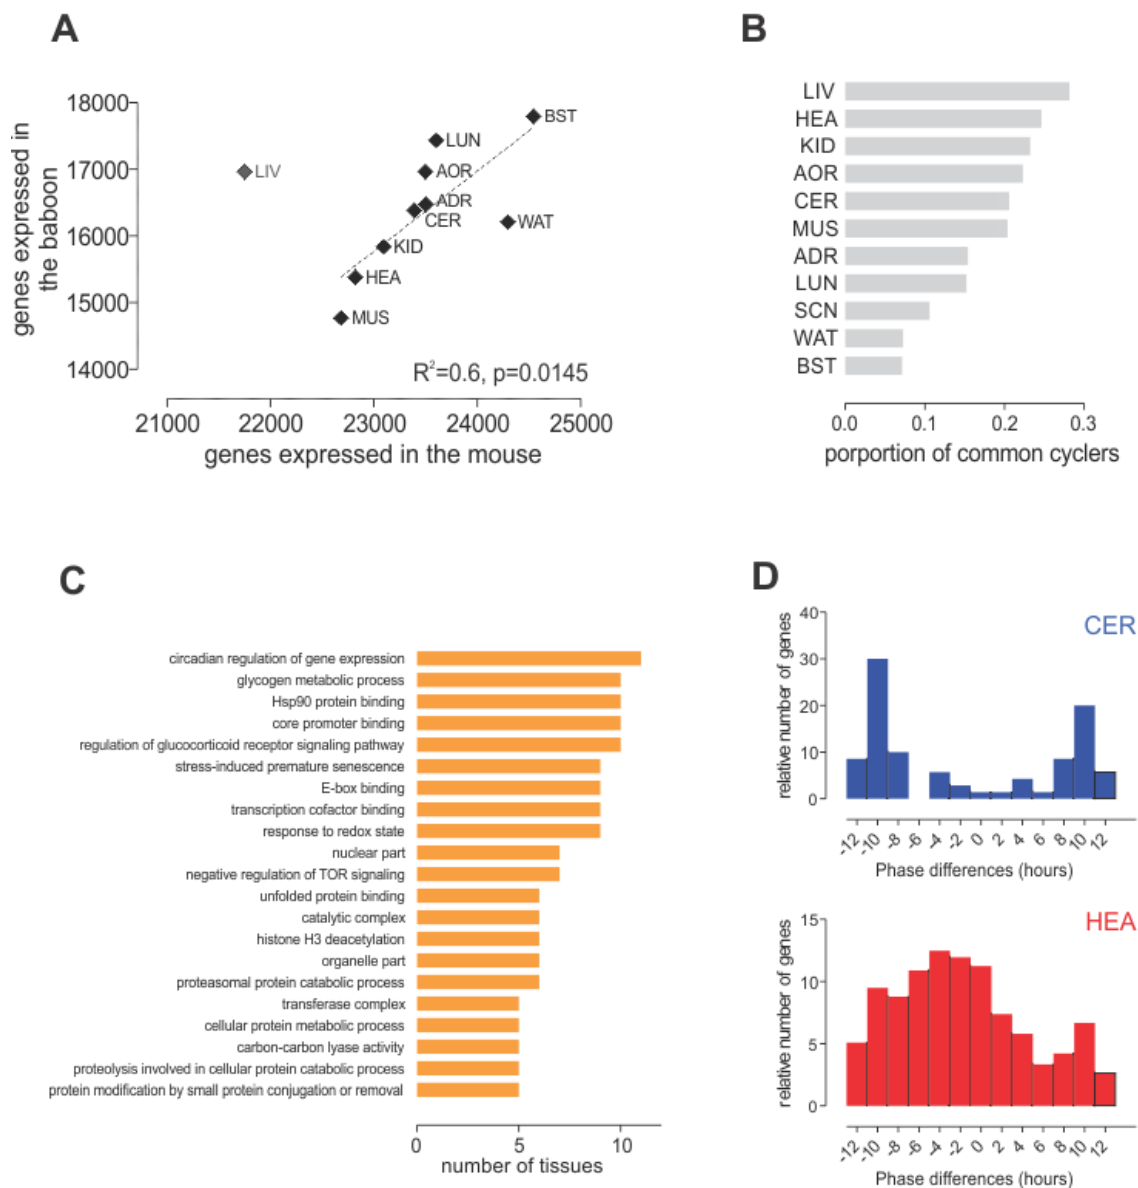 A
genes expressed in
the baboon
18000
17000
16000
15000
14000
BST
LUN
LIV
AOR
ADR
CER
WAT
KID
HEA
MUS
R²=0.6, p=0.0145
21000 22000 23000 24000 25000
genes expressed in the mouse
B
LIV
HEA
KID
AOR
CER
MUS
ADR
LUN
SCN
WAT
BST
0.0 0.1 0.2 0.3
porportion of common cyclers
C
circadian regulation of gene expression
glycogen metabolic process
Hsp90 protein binding
core promoter binding
regulation of glucocorticoid receptor signaling pathway
stress-induced premature senescence
E-box binding
transcription cofactor binding
response to redox state
nuclear part
negative regulation of TOR signaling
unfolded protein binding
catalytic complex
histone H3 deacetylation
organelle part
proteasomal protein catabolic process
transferase complex
cellular protein metabolic process
carbon-carbon lyase activity
proteolysis involved in cellular protein catabolic process
protein modification by small protein conjugation or removal
0 5 10
number of tissues
D
relative number of genes
40
30
20
10
0
CER
-12 -10 -8 -6 -4 -2 0 2 4 6 8 10 12
Phase differences (hours)
relative number of genes
15
10
5
0
HEA
-12 -10 -8 -6 -4 -2 0 2 4 6 8 10 12
Phase differences (hours)